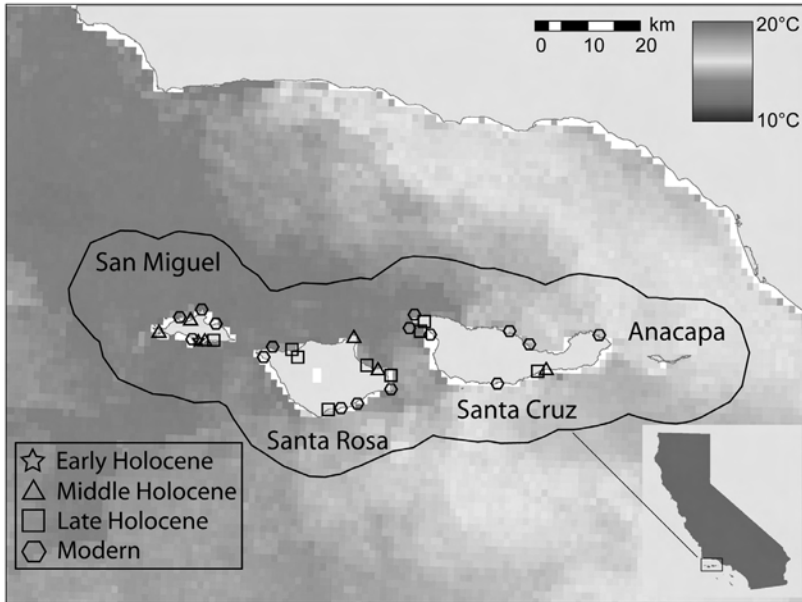 km
0 10 20
20°C
10°C
San Miguel
Anacapa
Santa Cruz
Santa Rosa
Early Holocene
Middle Holocene
Late Holocene
Modern